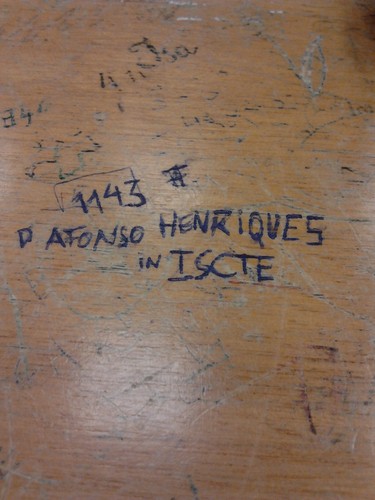 1143 #
D AFONSO HENRIQUES
in ISCTE